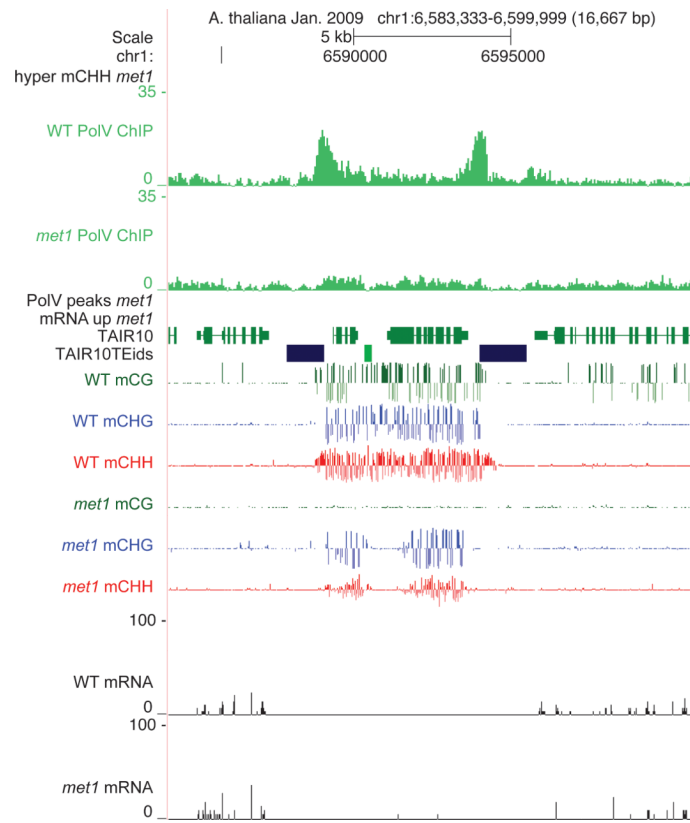 A. thaliana Jan. 2009 chr1:6,583,333-6,599,999 (16,667 bp)
Scale 5 kb
chr1: 6590000 6595000
hyper mCHH met1
35
WT PolV ChIP
0
35
met1 PolV ChIP
0
PolV peaks met1
mRNA up met1
TAIR10
TAIR10TEids
WT mCG
WT mCHG
WT mCHH
met1 mCG
met1 mCHG
met1 mCHH
100
WT mRNA
0
100
met1 mRNA
0